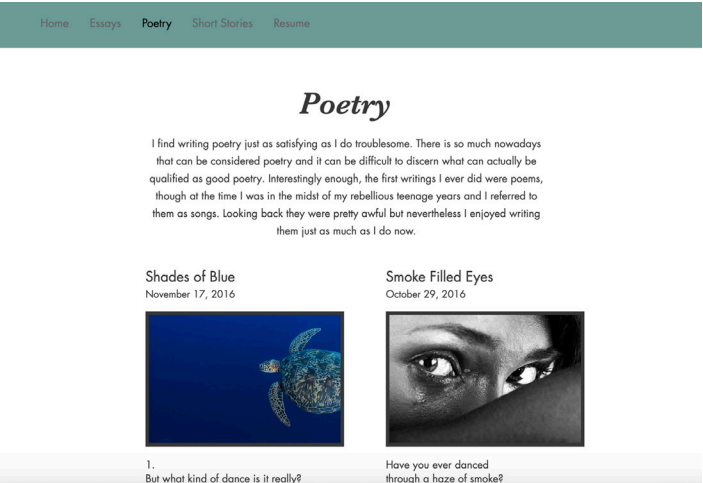 Home Essays Poetry Short Stories Resume
Poetry
I find writing poetry just as satisfying as I do troublesome. There is so much nowadays
that can be considered poetry and it can be difficult to discern what can actually be
qualified as good poetry. Interestingly enough, the first writings I ever did were poems,
though at the time I was in the midst of my rebellious teenage years and I referred to
them as songs. Looking back they were pretty awful but nevertheless I enjoyed writing
them just as much as I do now.
Shades of Blue
November 17, 2016
1.
But what kind of dance is it really?
Smoke Filled Eyes
October 29, 2016
Have you ever danced
through a haze of smoke?